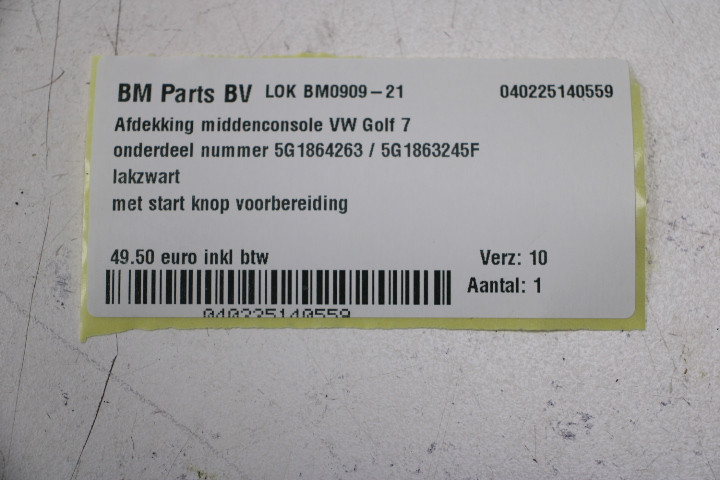 BM Parts BV LOK BM0909-21 040225140559
Afdekking middenconsole VW Golf 7
onderdeel nummer 5G1864263 / 5G1863245F
lakzwart
met start knop voorbereiding
49.50 euro inkl btw Verz: 10
Aantal: 1
040225140559